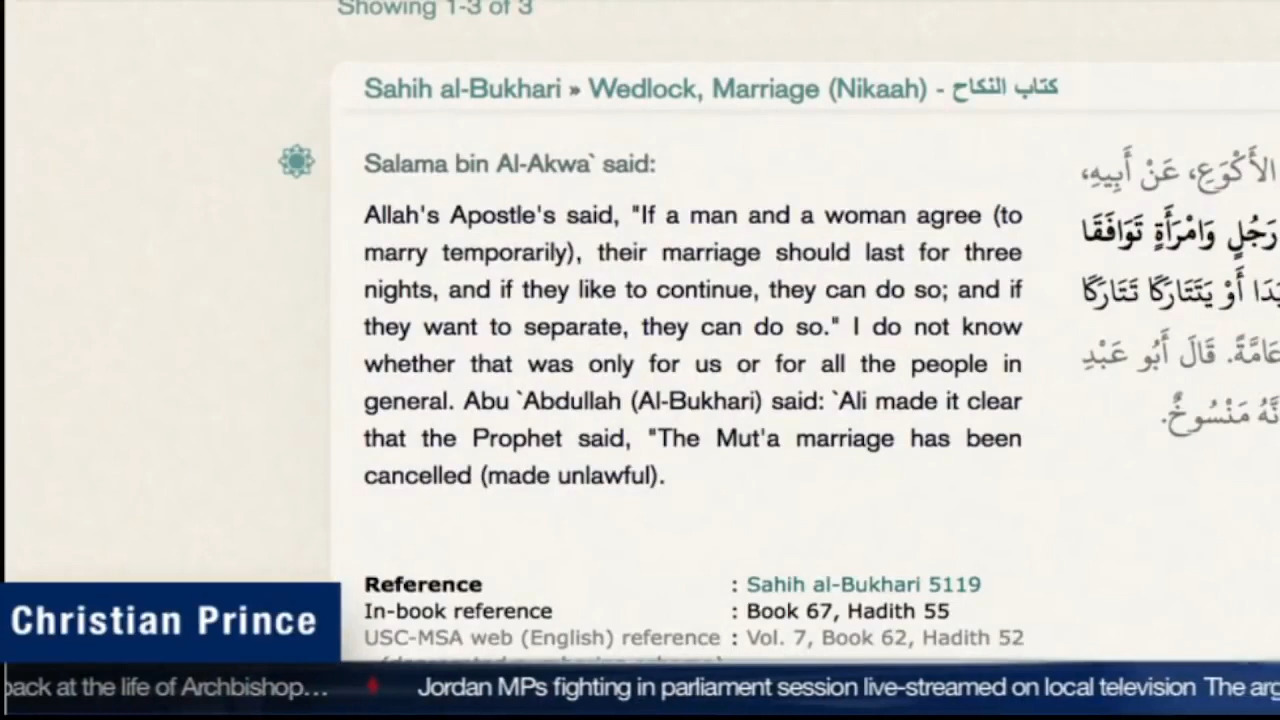 Showing 1-3 of 3
Sahih al-Bukhari » Wedlock, Marriage (Nikaah) - كتاب النكاح
Salama bin Al-Akwa` said:
Allah's Apostle's said, "If a man and a woman agree (to
marry temporarily), their marriage should last for three
nights, and if they like to continue, they can do so; and if
they want to separate, they can do so." I do not know
whether that was only for us or for all the people in
general. Abu `Abdullah (Al-Bukhari) said: `Ali made it clear
that the Prophet said, "The Mut'a marriage has been
cancelled (made unlawful).
الأَكْوَعِ، عَنْ أَبِيهِ،
رَجُلٍ وَامْرَأَةٍ تَوَافَقَا
أَوْ يَتَتَارَكَا تَتَارَكَا
عَامَّةً‏.‏ قَالَ أَبُو عَبْدِ
مَنْسُوخٌ‏.‏
Reference : Sahih al-Bukhari 5119
In-book reference : Book 67, Hadith 55
USC-MSA web (English) reference : Vol. 7, Book 62, Hadith 52
Christian Prince
back at the life of Archbishop... Jordan MPs fighting in parliament session live-streamed on local television The